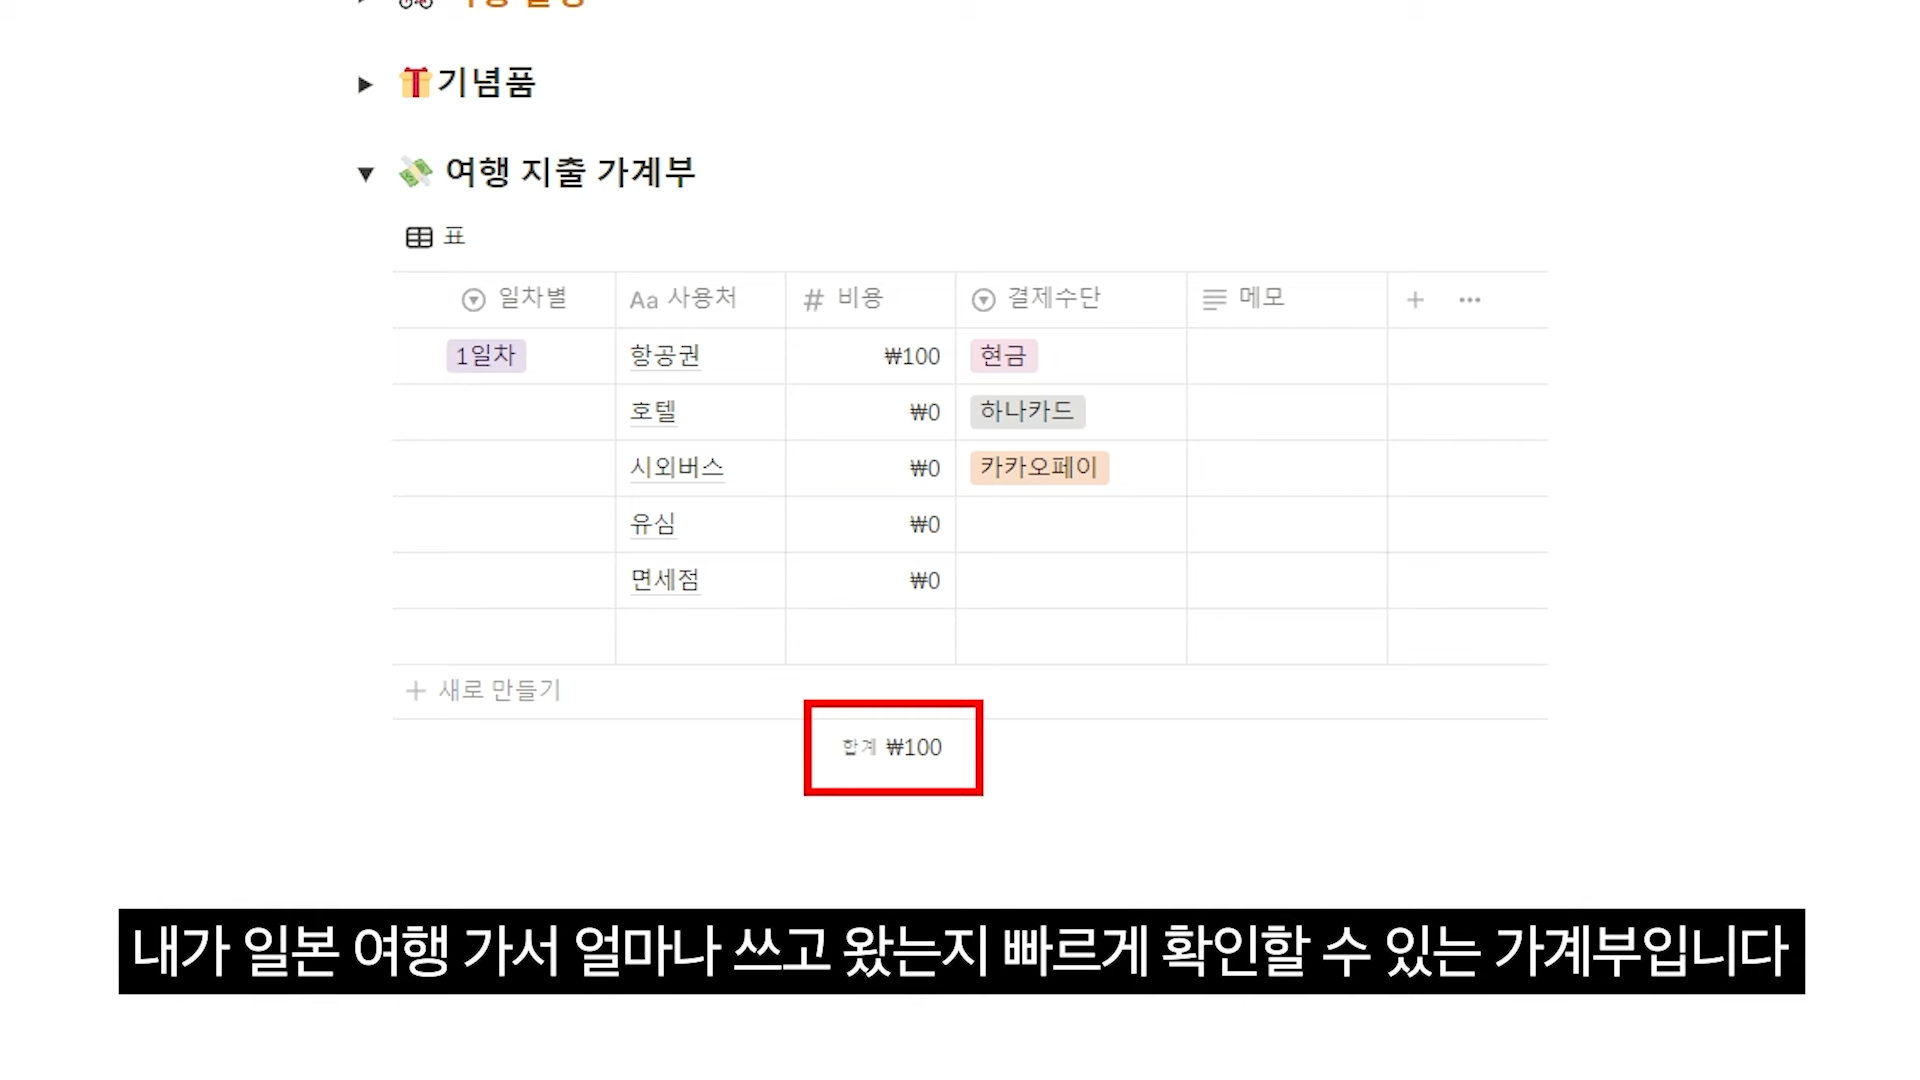 기념품
여행 지출 가계부
표
일차별 Aa 사용처 # 비용 결제수단 메모 + ...
1일차 항공권 ₩100 현금
호텔 ₩0 하나카드
시외버스 ₩0 카카오페이
유심 ₩0
면세점 ₩0
+ 새로 만들기
합계 ₩100
내가 일본 여행 가서 얼마나 쓰고 왔는지 빠르게 확인할 수 있는 가계부입니다